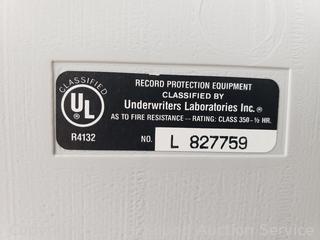 CLASSIFIED
UL®
R4132
RECORD PROTECTION EQUIPMENT
CLASSIFIED BY
Underwriters Laboratories Inc.®
AS TO FIRE RESISTANCE -- RATING: CLASS 350-½ HR.
NO. L 827759
Auction Service